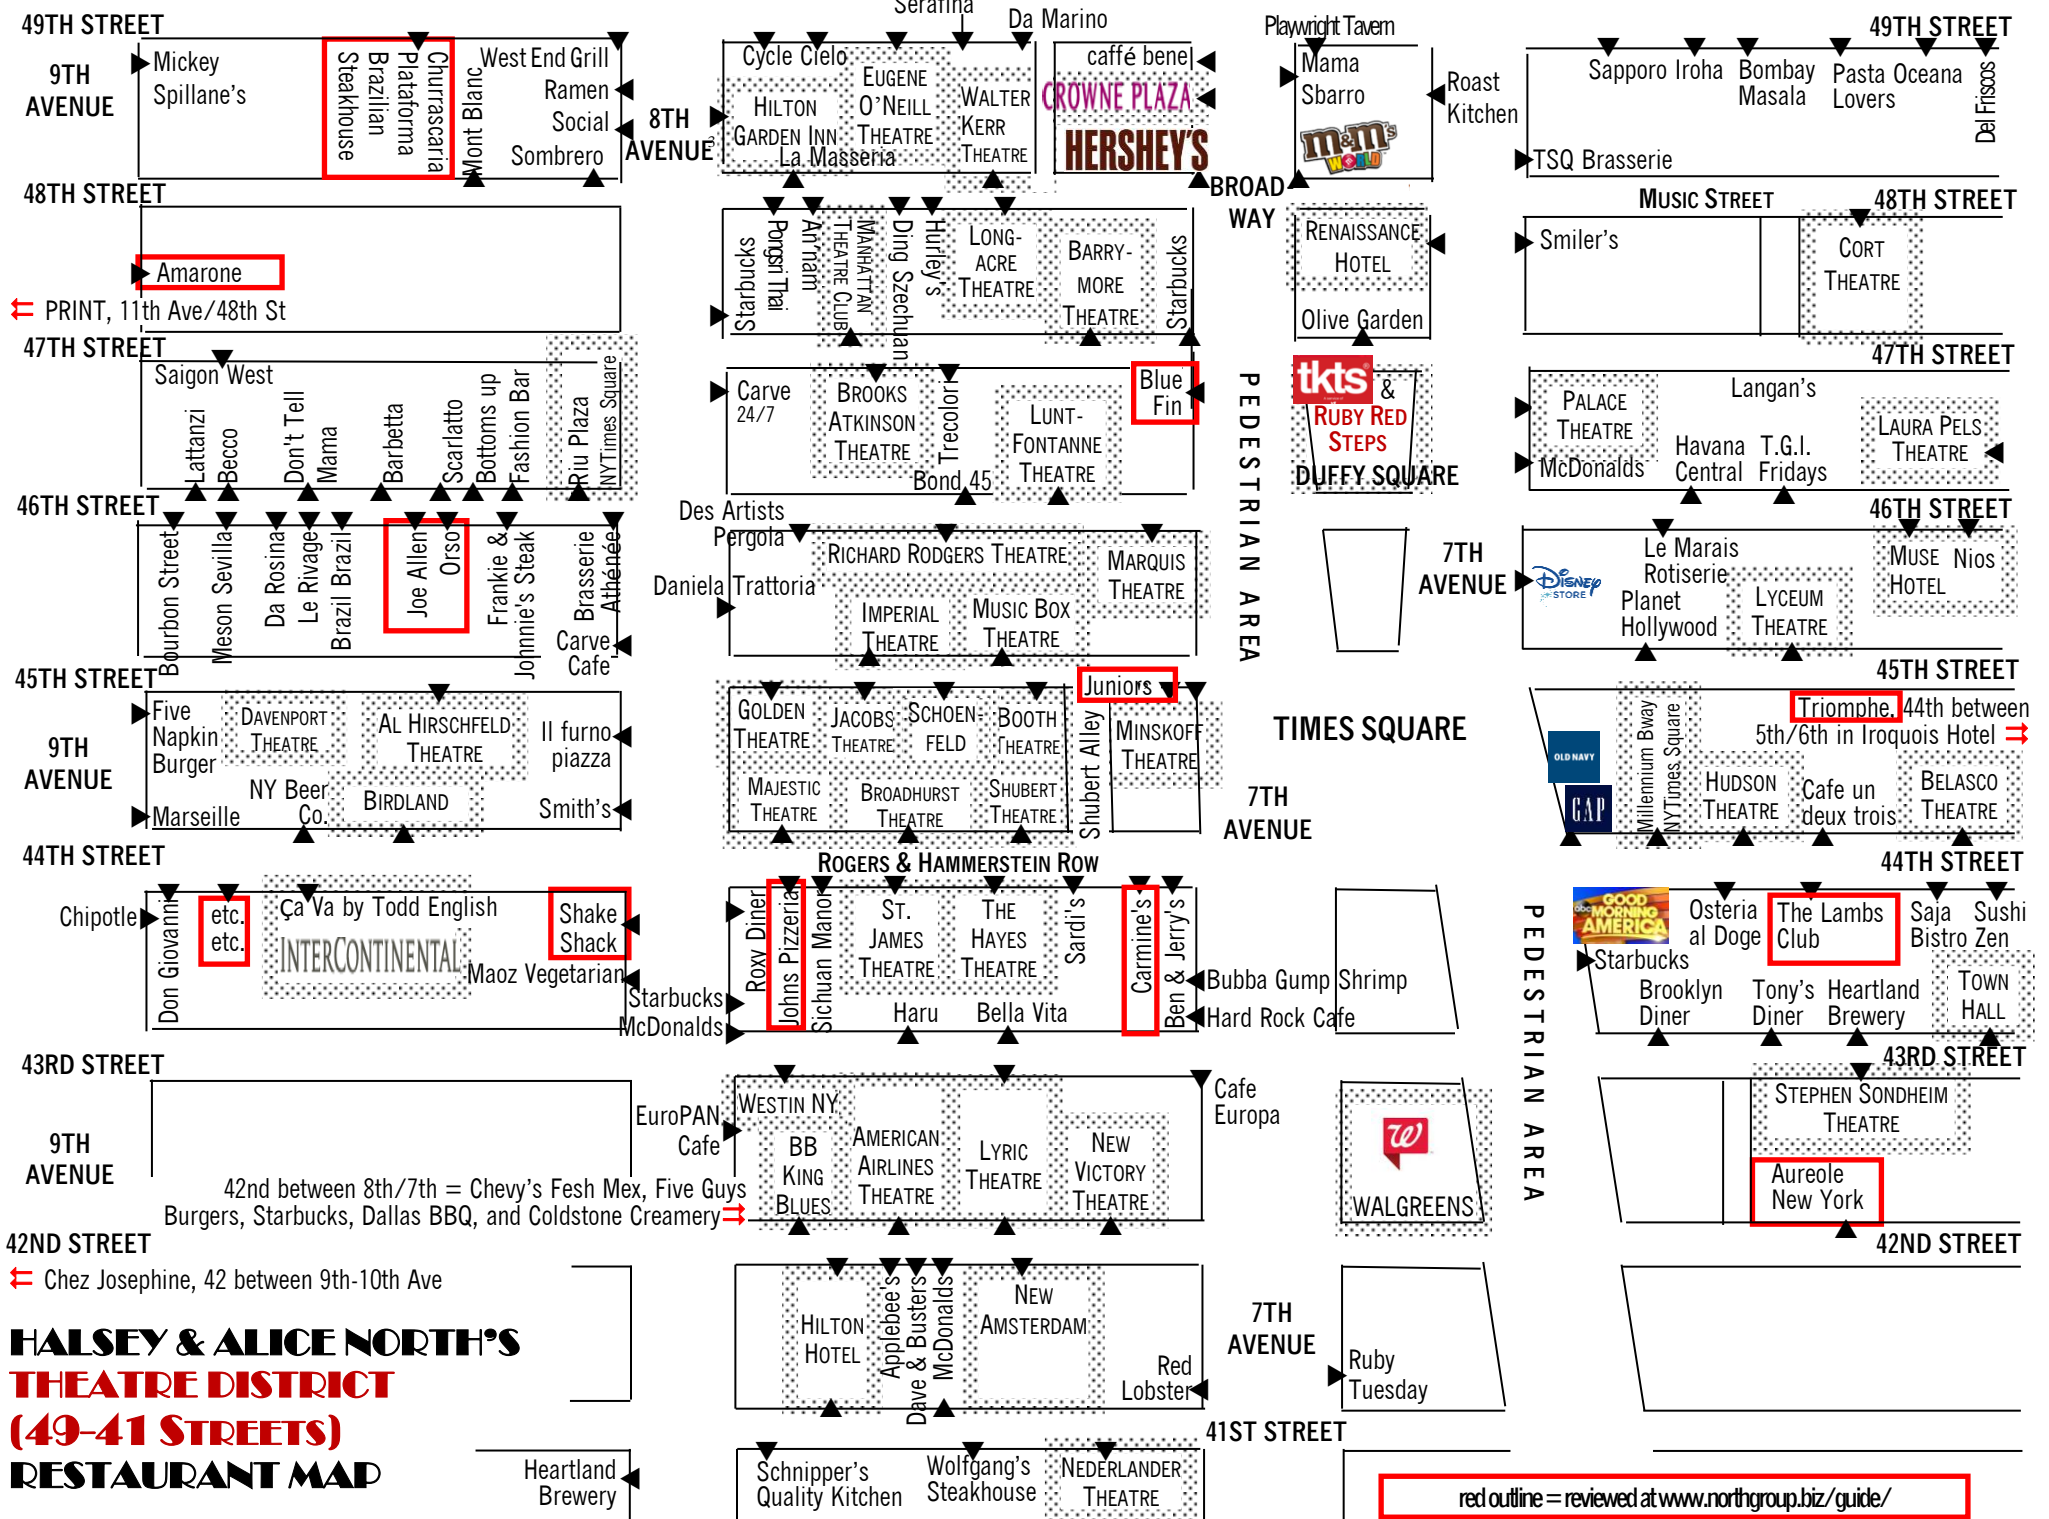 Serafina
Da Marino
Playwright Tavern
49TH STREET
49TH STREET
9TH
AVENUE
Mickey
Spillane's
Churrascaria
Plataforma
Brazilian
Steakhouse
Mont Blanc
West End Grill
Ramen
Social
Sombrero
8TH
AVENUE
Cycle Cielo
HILTON
GARDEN INN
La Masseria
EUGENE
O'NEILL
THEATRE
WALTER
KERR
THEATRE
caffé bene
CROWNE PLAZA
HERSHEY'S
Mama
Sbarro
m&m's
WORLD
Roast
Kitchen
Sapporo Iroha
Bombay
Masala
Pasta
Lovers
Oceana
Del Friscos
TSQ Brasserie
BROAD
WAY
48TH STREET
MUSIC STREET
48TH STREET
Amarone
PRINT, 11th Ave/48th St
Starbucks
Pongsri Thai
An'nam
MANHATTAN
THEATRE CLUB
Ding Szechuan
Hurley's
LONG-
ACRE
THEATRE
BARRY-
MORE
THEATRE
Starbucks
RENAISSANCE
HOTEL
Olive Garden
Smiler's
CORT
THEATRE
47TH STREET
47TH STREET
Saigon West
Lattanzi
Becco
Don't Tell
Mama
Barbetta
Scarlatto
Bottoms up
Fashion Bar
Riu Plaza
NYTimes Square
Carve
24/7
BROOKS
ATKINSON
THEATRE
Trecolori
Bond 45
LUNT-
FONTANNE
THEATRE
Blue
Fin
PEDESTRIAN AREA
tkts
&
RUBY RED
STEPS
DUFFY SQUARE
PALACE
THEATRE
McDonalds
Langan's
Havana
Central
T.G.I.
Fridays
LAURA PELS
THEATRE
46TH STREET
46TH STREET
Bourbon Street
Meson Sevilla
Da Rosina
Le Rivage
Brazil Brazil
Joe Allen
Orso
Frankie &
Johnnie's Steak
Brasserie
Athénée
Carve
Cafe
Des Artists
Pergola
Daniela Trattoria
RICHARD RODGERS THEATRE
IMPERIAL
THEATRE
MUSIC BOX
THEATRE
MARQUIS
THEATRE
7TH
AVENUE
DISNEY
STORE
Le Marais
Rotiserie
Planet
Hollywood
LYCEUM
THEATRE
MUSE
HOTEL
Nios
45TH STREET
45TH STREET
9TH
AVENUE
Five
Napkin
Burger
Marseille
DAVENPORT
THEATRE
NY Beer
Co.
AL HIRSCHFELD
THEATRE
BIRDLAND
Il furno
piazza
Smith's
GOLDEN
THEATRE
JACOBS
THEATRE
SCHOEN-
FELD
BOOTH
THEATRE
MAJESTIC
THEATRE
BROADHURST
THEATRE
SHUBERT
THEATRE
Shubert Alley
Juniors
MINSKOFF
THEATRE
TIMES SQUARE
7TH
AVENUE
OLD NAVY
GAP
Millennium Bway
NYTimes Square
Triomphe, 44th between
5th/6th in Iroquois Hotel
HUDSON
THEATRE
Cafe un
deux trois
BELASCO
THEATRE
44TH STREET
ROGERS & HAMMERSTEIN ROW
44TH STREET
Chipotle
Don Giovanni
etc.
etc.
Ça Va by Todd English
INTERCONTINENTAL
Shake
Shack
Maoz Vegetarian
Starbucks
McDonalds
Roxy Diner
Johns Pizzeria
Sichuan Manor
ST.
JAMES
THEATRE
THE
HAYES
THEATRE
Haru
Bella Vita
Sardi's
Carmine's
Ben & Jerry's
Bubba Gump Shrimp
Hard Rock Cafe
PEDESTRIAN AREA
abc
GOOD
MORNING
AMERICA
Starbucks
Osteria
al Doge
The Lambs
Club
Saja
Bistro
Sushi
Zen
Brooklyn
Diner
Tony's
Diner
Heartland
Brewery
TOWN
HALL
43RD STREET
43RD STREET
9TH
AVENUE
EuroPAN
Cafe
42nd between 8th/7th = Chevy's Fesh Mex, Five Guys
Burgers, Starbucks, Dallas BBQ, and Coldstone Creamery
WESTIN NY
BB
KING
BLUES
AMERICAN
AIRLINES
THEATRE
LYRIC
THEATRE
NEW
VICTORY
THEATRE
Cafe
Europa
W
WALGREENS
STEPHEN SONDHEIM
THEATRE
Aureole
New York
42ND STREET
42ND STREET
Chez Josephine, 42 between 9th-10th Ave
HILTON
HOTEL
Applebee's
Dave & Busters
McDonalds
NEW
AMSTERDAM
Red
Lobster
7TH
AVENUE
Ruby
Tuesday
HALSEY & ALICE NORTH'S
THEATRE DISTRICT
(49-41 STREETS)
RESTAURANT MAP
41ST STREET
Heartland
Brewery
Schnipper's
Quality Kitchen
Wolfgang's
Steakhouse
NEDERLANDER
THEATRE
red outline = reviewed at www.northgroup.biz/guide/